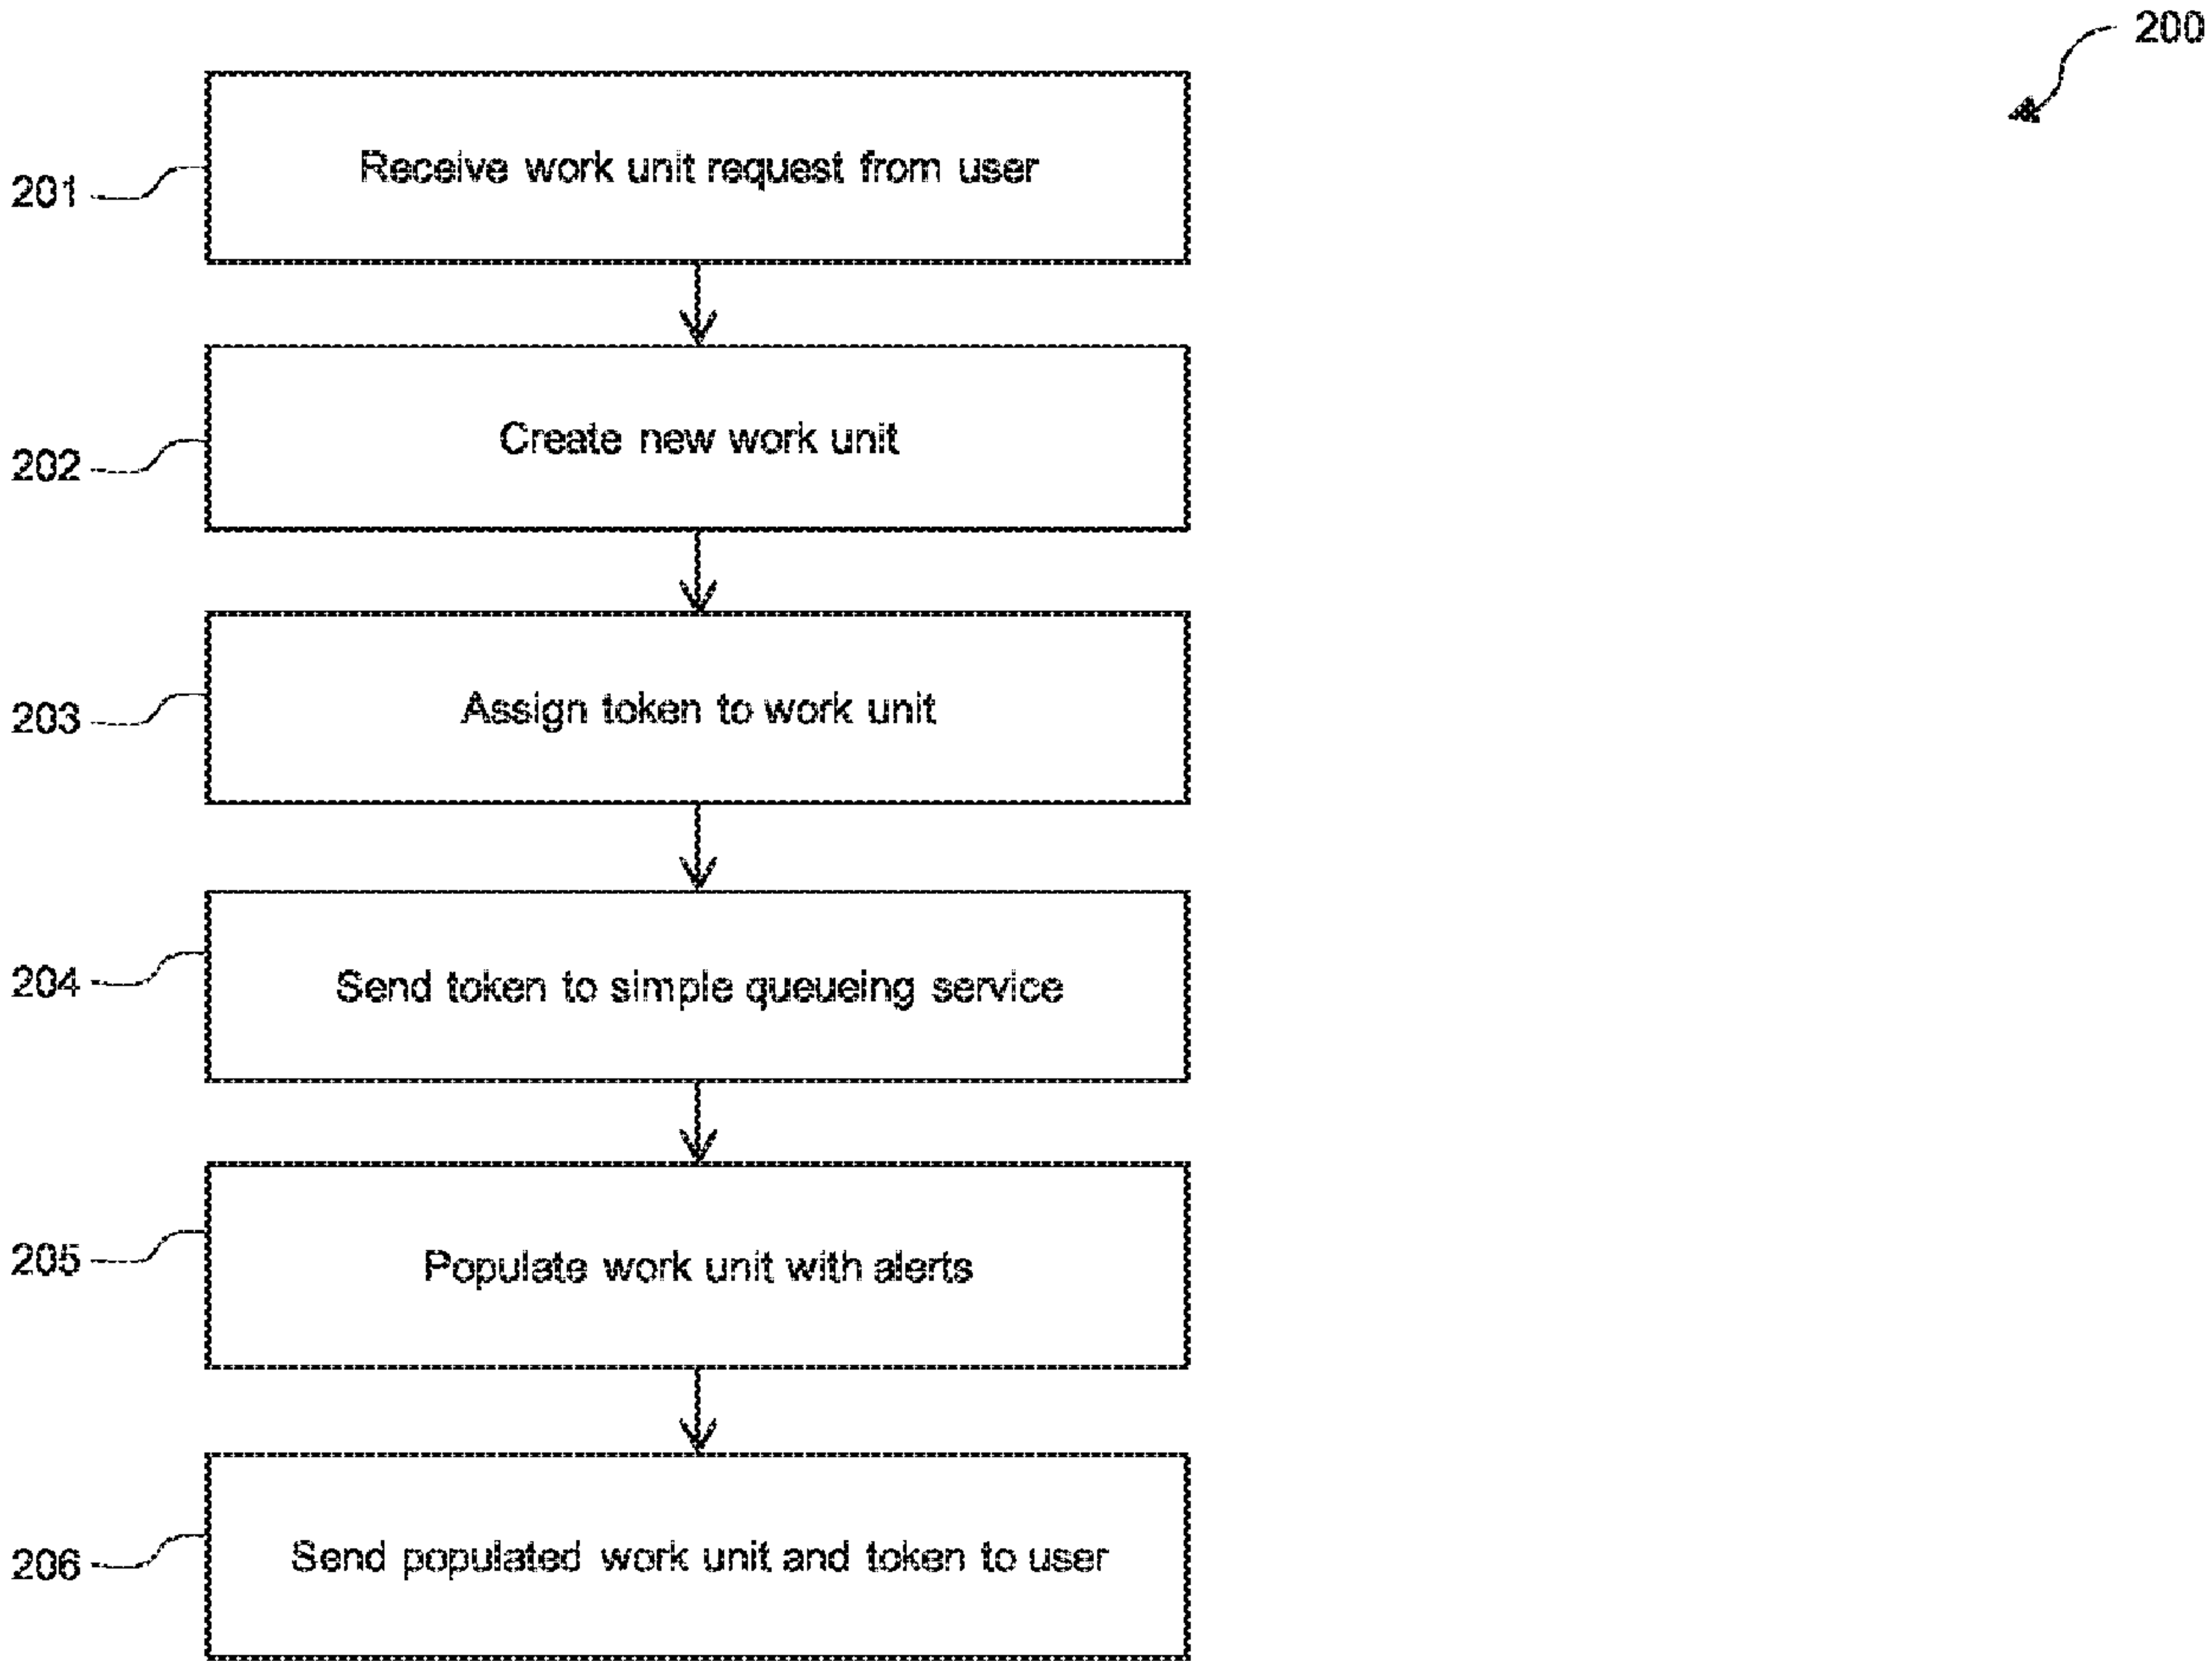 200
Receive work unit request from user
201
Create new work unit
202
Assign token to work unit
203
Send token to simple queueing service
204
Populate work unit with alerts
205
Send populated work unit and token to user
206